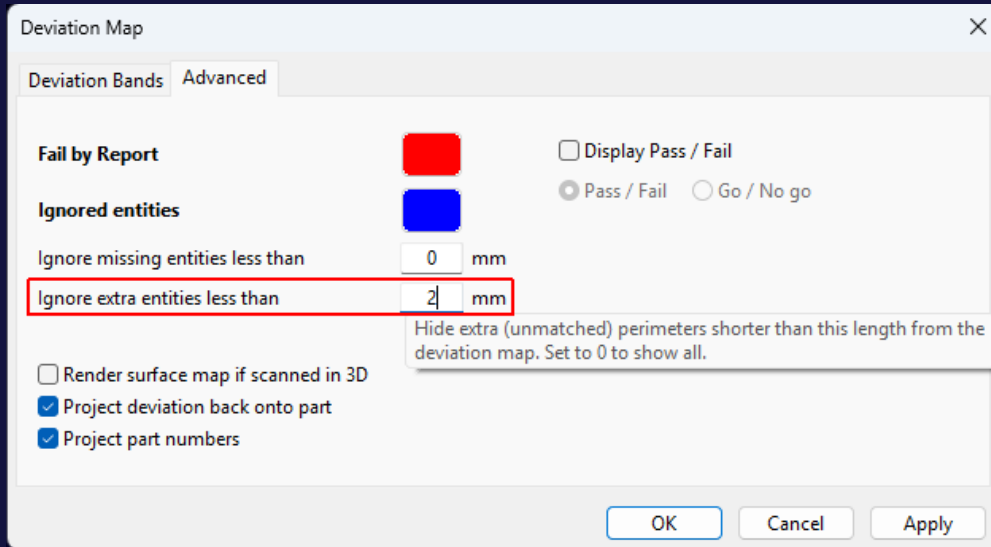 Deviation Map
Deviation Bands Advanced
Fail by Report
Display Pass / Fail
Pass / Fail Go / No go
Ignored entities
Ignore missing entities less than 0 mm
Ignore extra entities less than 2 mm
Hide extra (unmatched) perimeters shorter than this length from the
deviation map. Set to 0 to show all.
Render surface map if scanned in 3D
Project deviation back onto part
Project part numbers
OK Cancel Apply